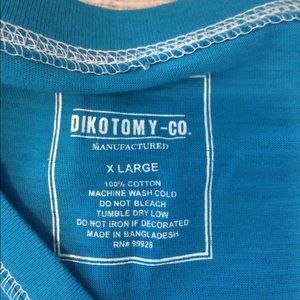 DIKOTOMY-CO.
MANUFACTURED
X LARGE
100% COTTON
MACHINE WASH COLD
DO NOT BLEACH
TUMBLE DRY LOW
DO NOT IRON IF DECORATED
MADE IN BANGLADESH
RN# 99928